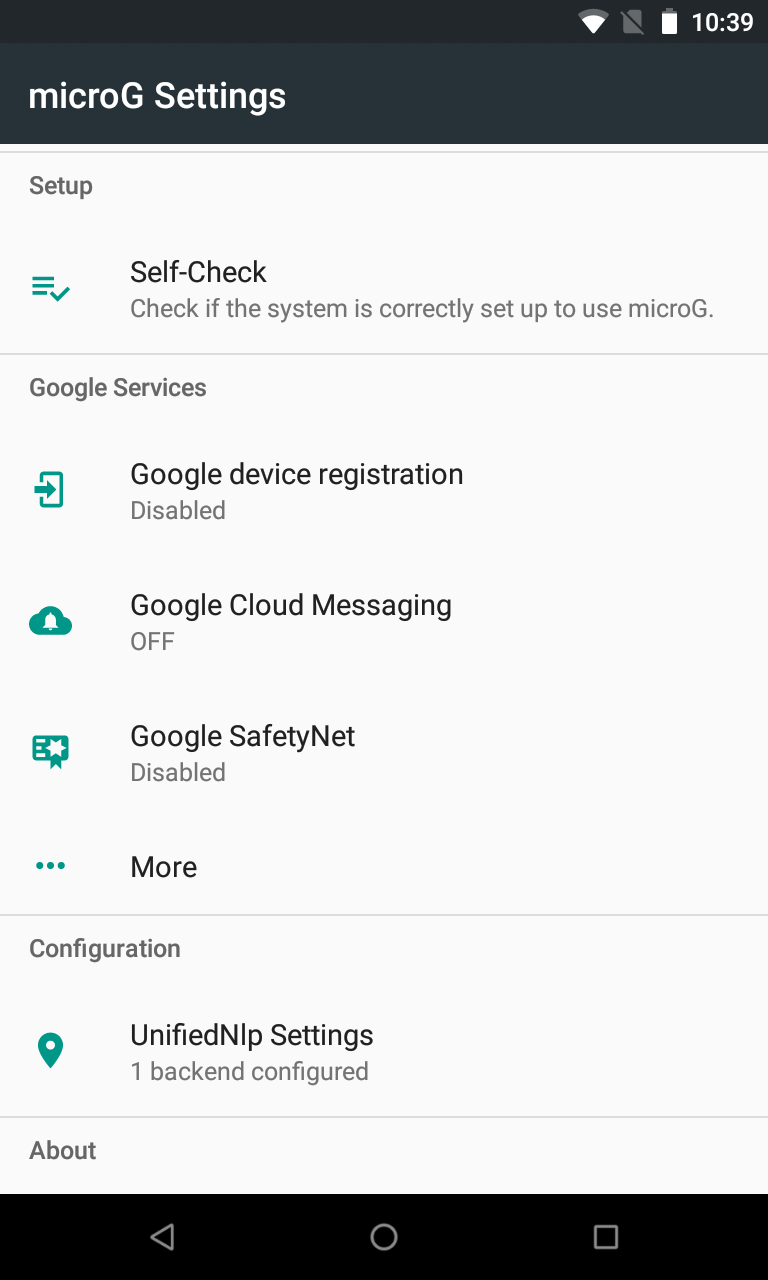 10:39
microG Settings
Setup
Self-Check
Check if the system is correctly set up to use microG.
Google Services
Google device registration
Disabled
Google Cloud Messaging
OFF
Google SafetyNet
Disabled
More
Configuration
UnifiedNlp Settings
1 backend configured
About